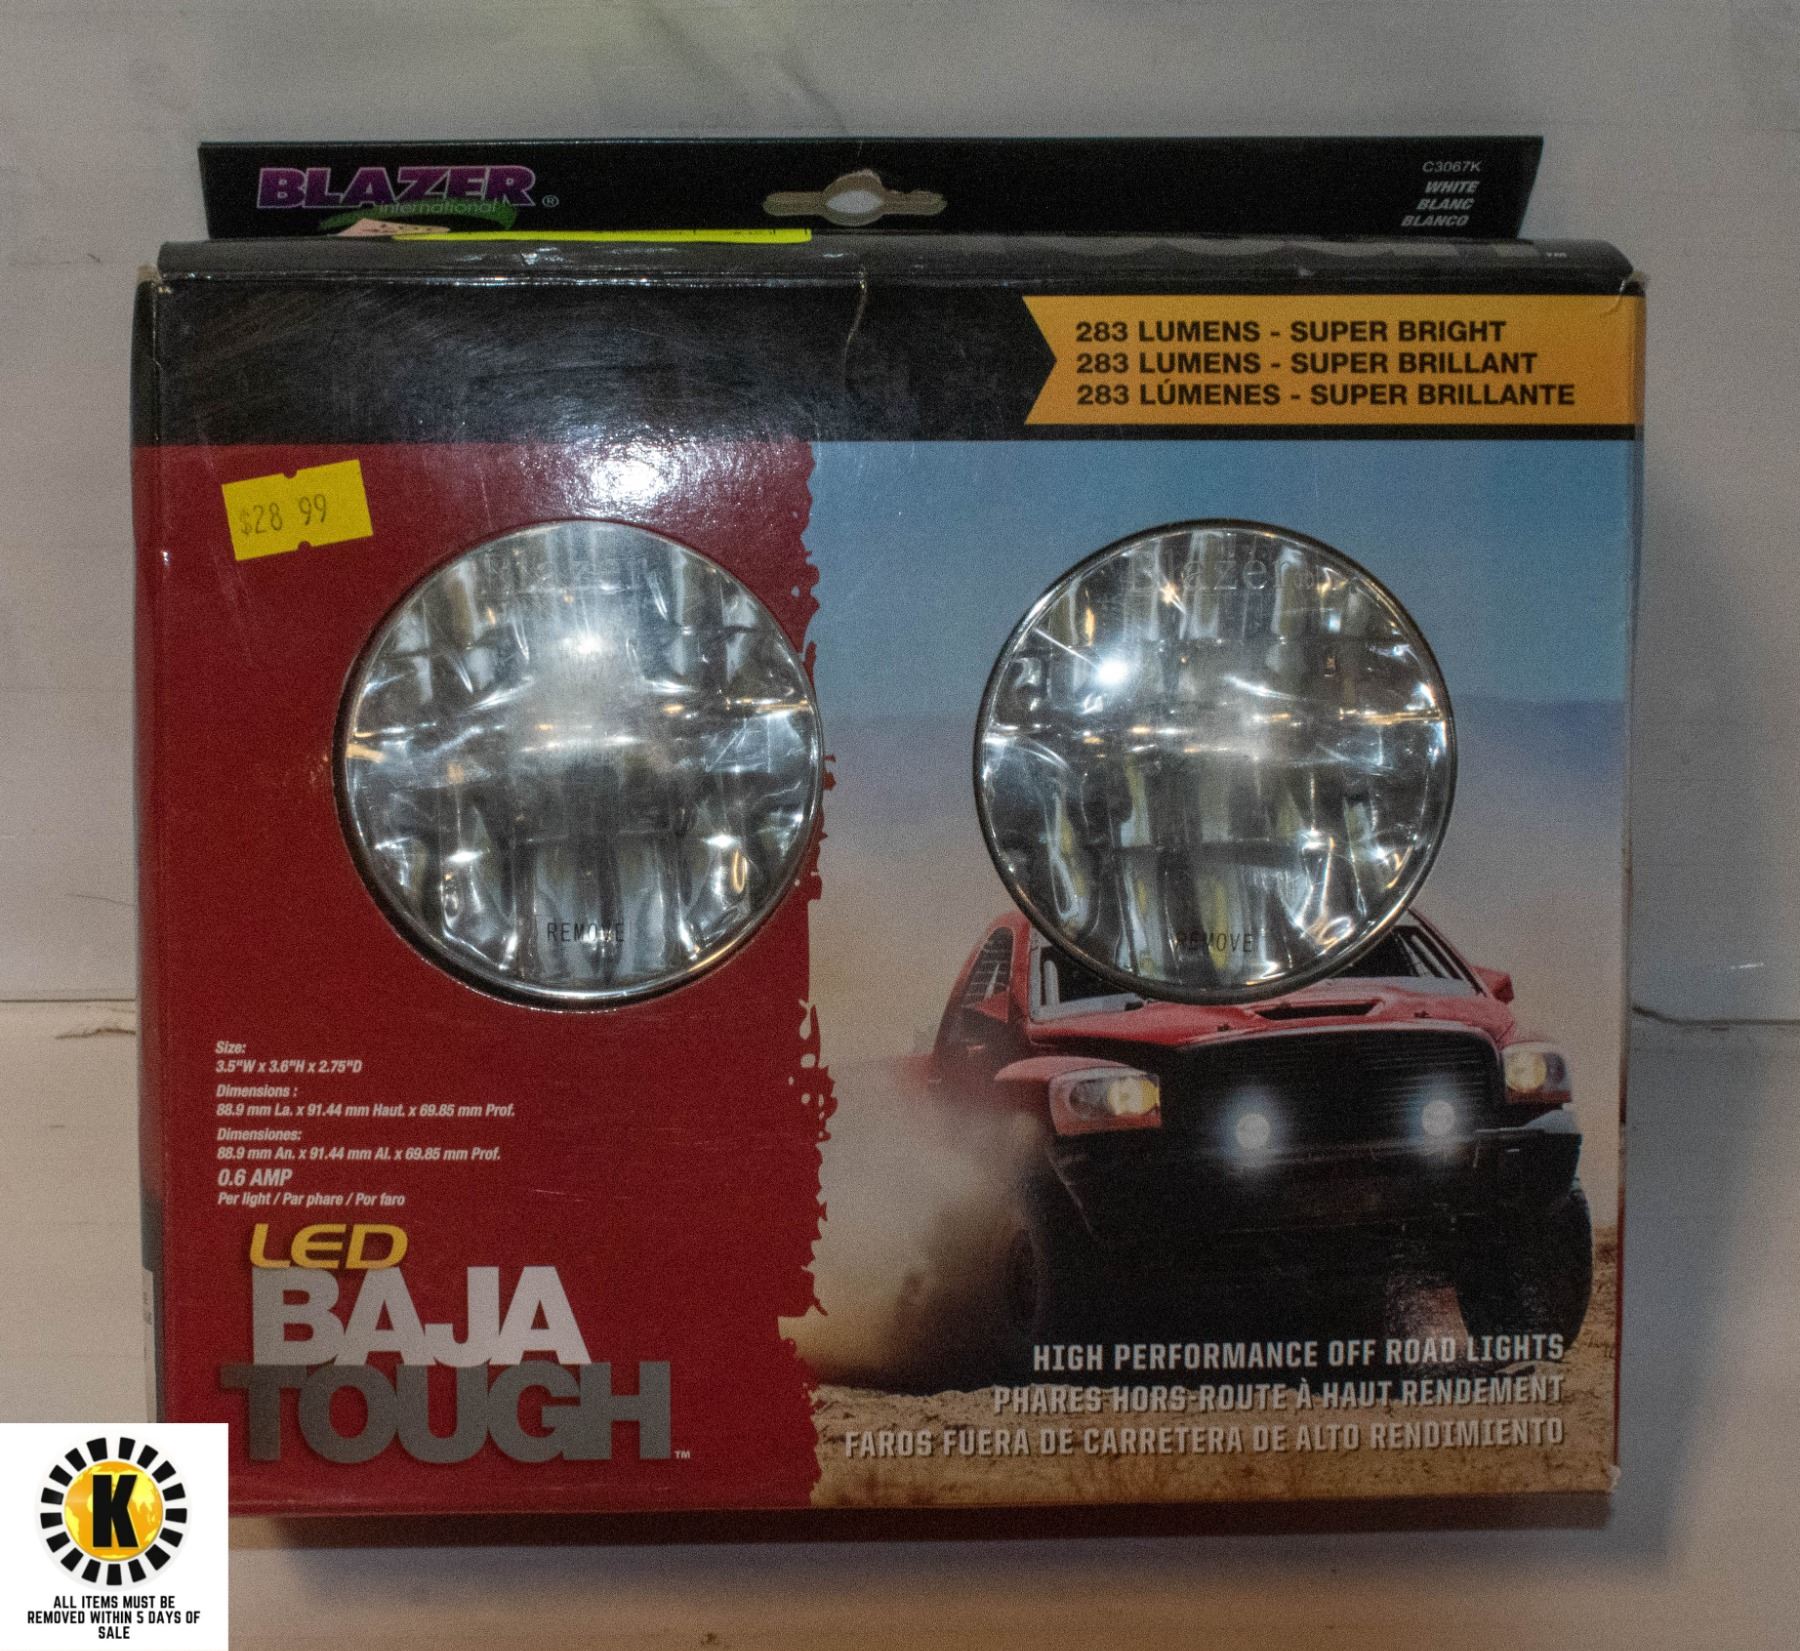 BLAZER®
international
C3067K
WHITE
BLANC
BLANCO
™
283 LUMENS - SUPER BRIGHT
283 LUMENS - SUPER BRILLANT
283 LÚMENES - SUPER BRILLANTE
$28 99
Blazer
Blazer
REMOVE
REMOVE
Size:
3.5"W x 3.6"H x 2.75"D
Dimensions :
88.9 mm La. x 91.44 mm Haut. x 69.85 mm Prof.
Dimensiones:
88.9 mm An. x 91.44 mm Al. x 69.85 mm Prof.
0.6 AMP
Per light / Par phare / Por faro
LED
BAJA
TOUGH™
HIGH PERFORMANCE OFF ROAD LIGHTS
PHARES HORS-ROUTE À HAUT RENDEMENT
FAROS FUERA DE CARRETERA DE ALTO RENDIMIENTO
K
ALL ITEMS MUST BE
REMOVED WITHIN 5 DAYS OF
SALE